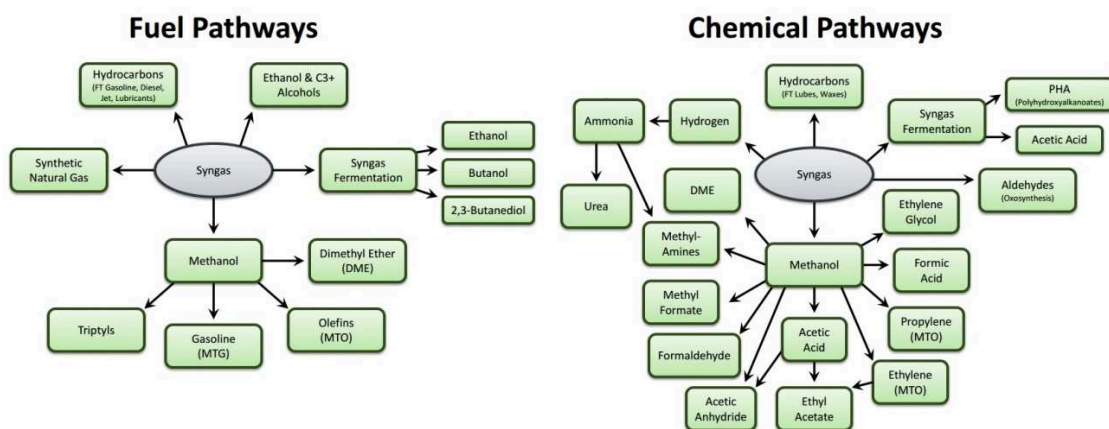 Fuel Pathways
Hydrocarbons
(FT Gasoline, Diesel,
Jet, Lubricants)
Ethanol & C3+
Alcohols
Synthetic
Natural Gas
Syngas
Syngas
Fermentation
Ethanol
Butanol
2,3-Butanediol
Methanol
Dimethyl Ether
(DME)
Triptyls
Gasoline
(MTG)
Olefins
(MTO)
Chemical Pathways
Hydrocarbons
(FT Lubes, Waxes)
PHA
(Polyhydroxyalkanoates)
Ammonia
Hydrogen
Syngas
Fermentation
Acetic Acid
Syngas
Urea
DME
Aldehydes
(Oxosynthesis)
Ethylene
Glycol
Methyl-
Amines
Methanol
Formic
Acid
Methyl
Formate
Propylene
(MTO)
Formaldehyde
Acetic
Acid
Ethylene
(MTO)
Acetic
Anhydride
Ethyl
Acetate